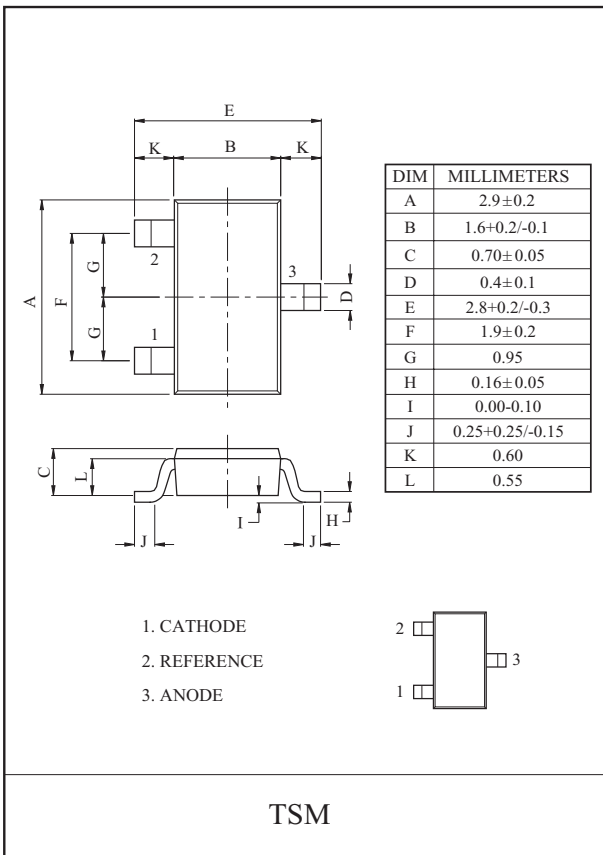 E
K B K
2
3
G
A
F
D
G
1
C
L
I
H
J
J
DIM MILLIMETERS
A 2.9±0.2
B 1.6+0.2/-0.1
C 0.70±0.05
D 0.4±0.1
E 2.8+0.2/-0.3
F 1.9±0.2
G 0.95
H 0.16±0.05
I 0.00-0.10
J 0.25+0.25/-0.15
K 0.60
L 0.55
1. CATHODE
2. REFERENCE
3. ANODE
2
3
1
TSM